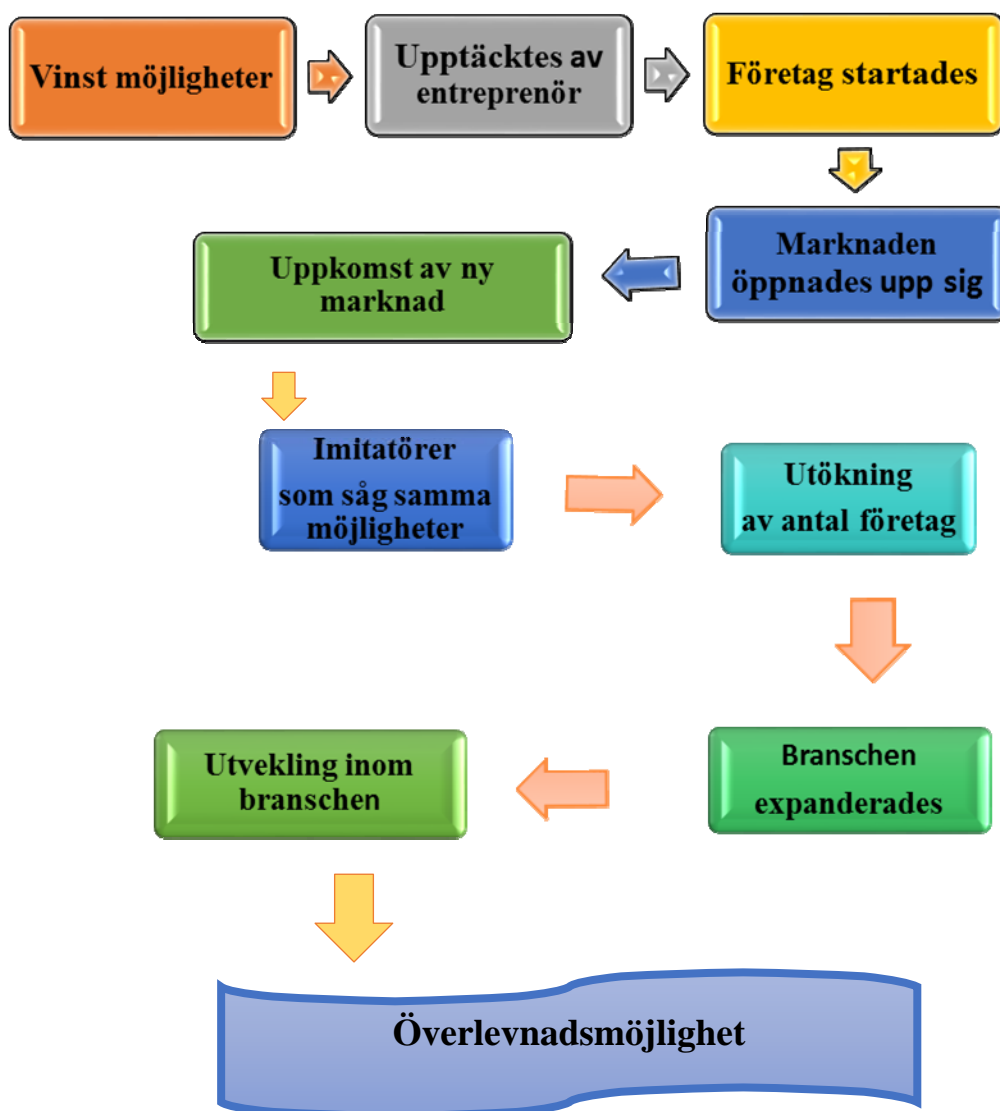 Vinst möjligheter
Upptäcktes av
entreprenör
Företag startades
Marknaden
öppnades upp sig
Uppkomst av ny
marknad
Imitatörer
som såg samma
möjligheter
Utökning
av antal företag
Branschen
expanderades
Utvekling inom
branschen
Överlevnadsmöjlighet